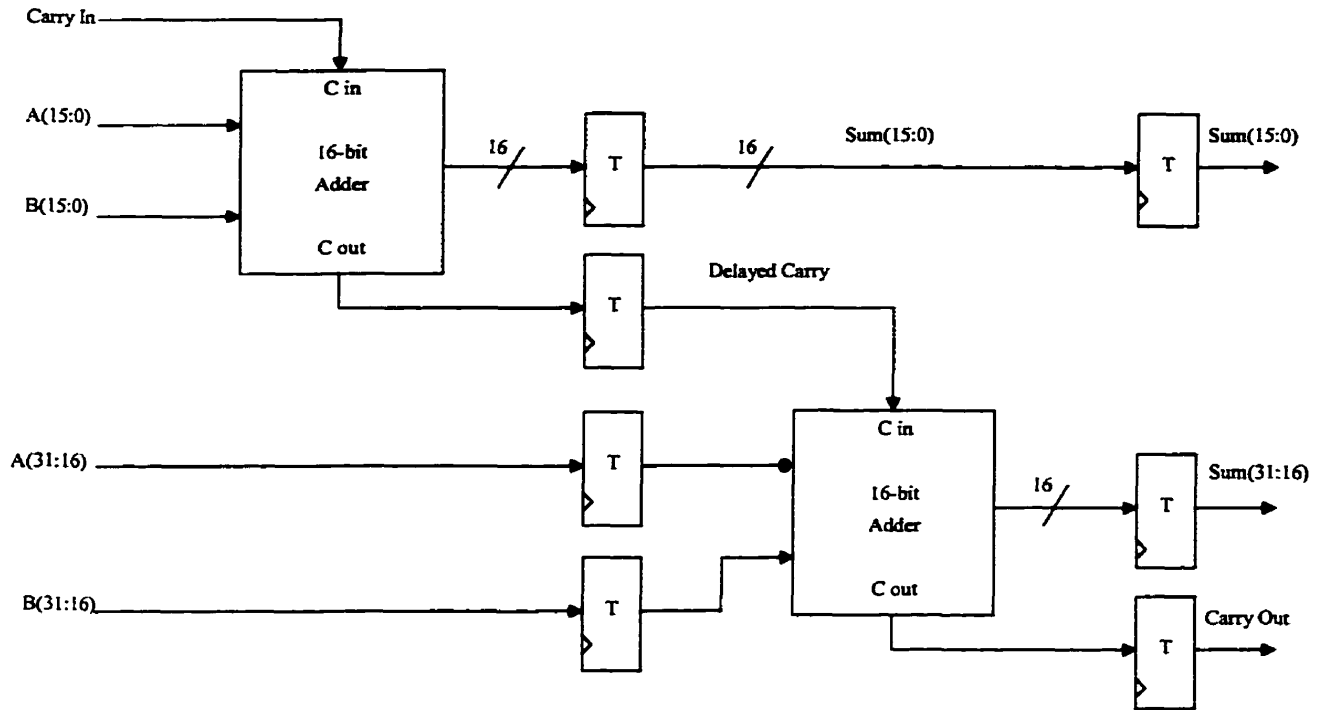 Carry In
C in
A(15:0)
16-bit
Adder
B(15:0)
C out
16
T
16
Sum(15:0)
T
Sum(15:0)
T
Delayed Carry
A(31:16)
T
C in
16-bit
Adder
C out
16
T
Sum(31:16)
B(31:16)
T
T
Carry Out